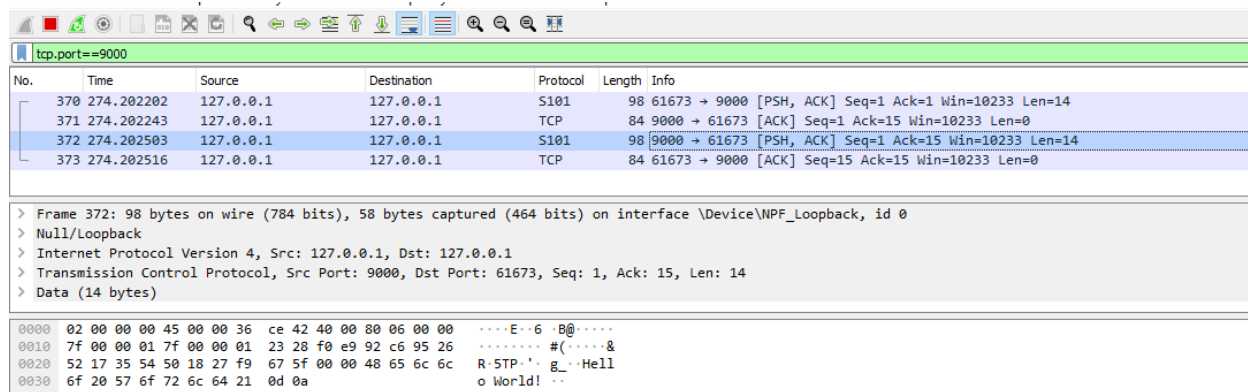 tcp.port==9000
No. Time Source Destination Protocol Length Info
370 274.202202 127.0.0.1 127.0.0.1 S101 98 61673 → 9000 [PSH, ACK] Seq=1 Ack=1 Win=10233 Len=14
371 274.202243 127.0.0.1 127.0.0.1 TCP 84 9000 → 61673 [ACK] Seq=1 Ack=15 Win=10233 Len=0
372 274.202503 127.0.0.1 127.0.0.1 S101 98 9000 → 61673 [PSH, ACK] Seq=1 Ack=15 Win=10233 Len=14
373 274.202516 127.0.0.1 127.0.0.1 TCP 84 61673 → 9000 [ACK] Seq=15 Ack=15 Win=10233 Len=0
> Frame 372: 98 bytes on wire (784 bits), 58 bytes captured (464 bits) on interface \Device\NPF_Loopback, id 0
> Null/Loopback
> Internet Protocol Version 4, Src: 127.0.0.1, Dst: 127.0.0.1
> Transmission Control Protocol, Src Port: 9000, Dst Port: 61673, Seq: 1, Ack: 15, Len: 14
> Data (14 bytes)
0000 02 00 00 00 45 00 00 36 ce 42 40 00 80 06 00 00 ····E··6 ·B@·····
0010 7f 00 00 01 7f 00 00 01 23 28 f0 e9 92 c6 95 26 ········ #(·····&
0020 52 17 35 54 50 18 27 f9 67 5f 00 00 48 65 6c 6c R·5TP·'· g_··Hell
0030 6f 20 57 6f 72 6c 64 21 0d 0a o World! ··